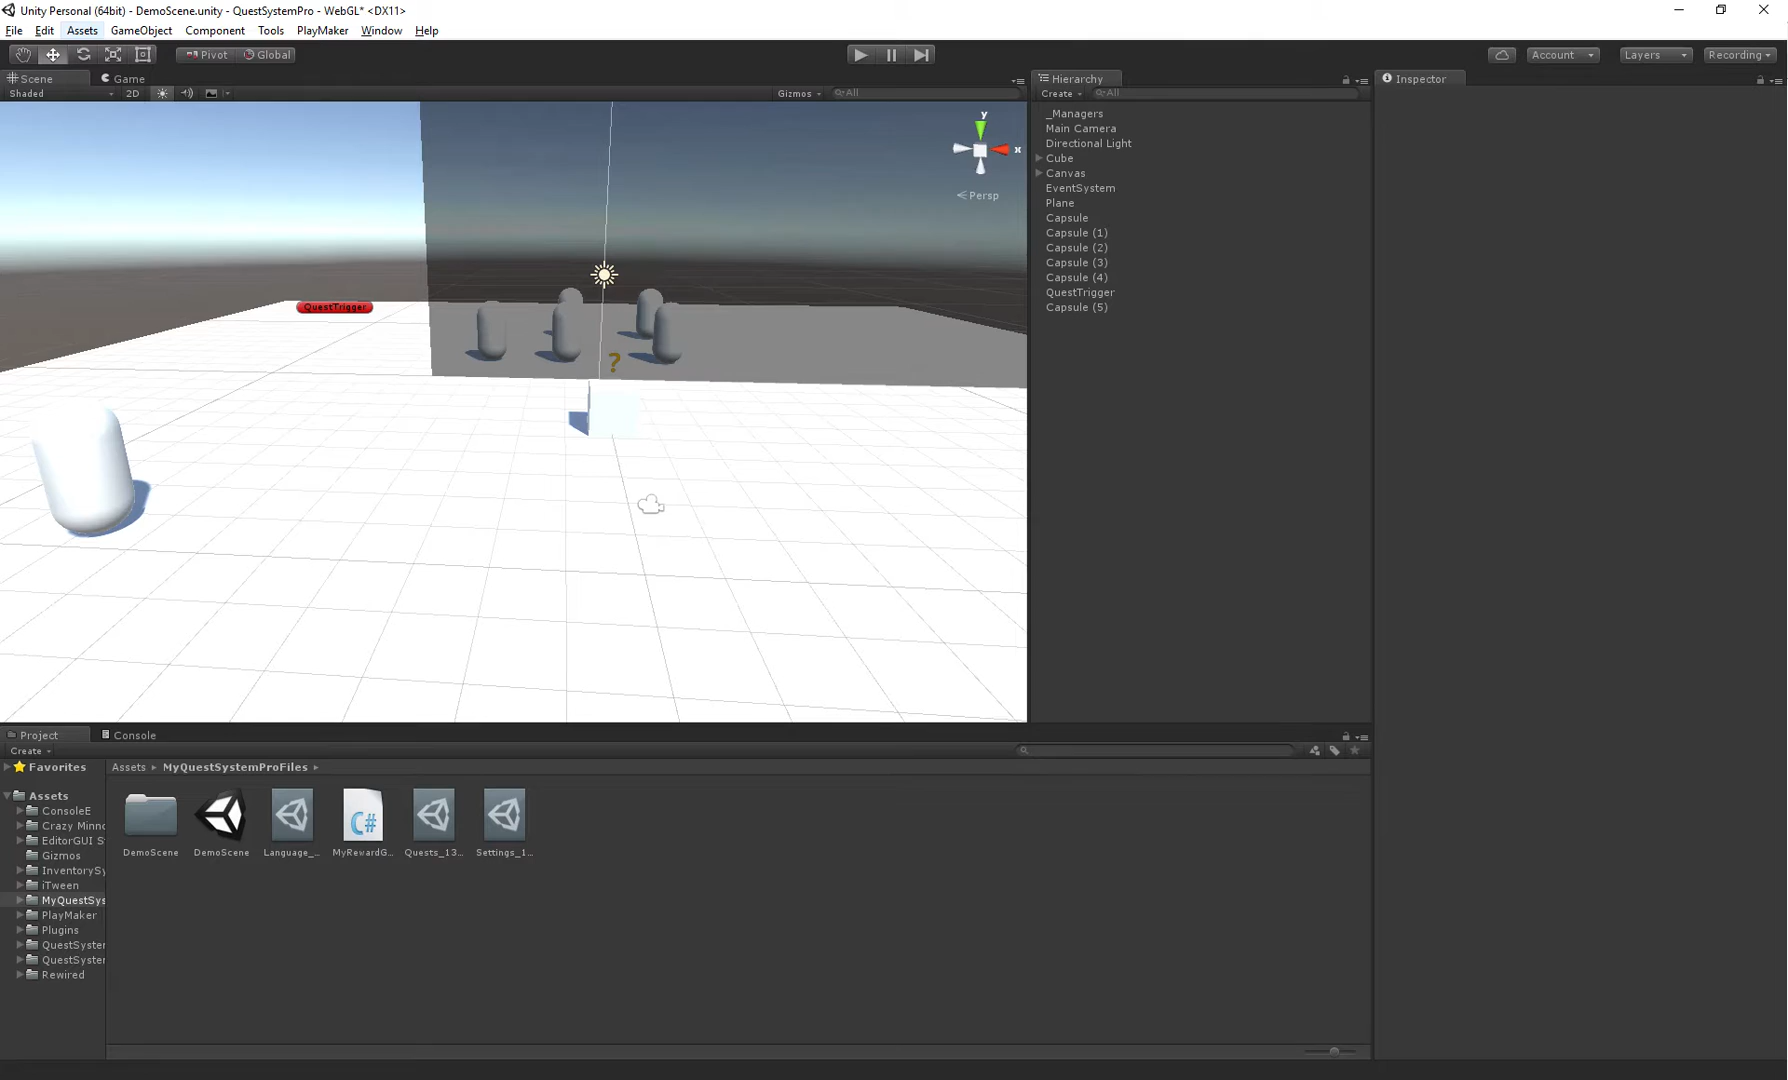 Unity Personal (64bit) - DemoScene.unity - QuestSystemPro - WebGL* <DX11>
File Edit Assets GameObject Component Tools PlayMaker Window Help
Pivot Global Account Layers Recording
Scene Game
Shaded 2D Gizmos All
y
x
Persp
QuestTrigger
?
Hierarchy
Create All
_Managers
Main Camera
Directional Light
Cube
Canvas
EventSystem
Plane
Capsule
Capsule (1)
Capsule (2)
Capsule (3)
Capsule (4)
QuestTrigger
Capsule (5)
Inspector
Project Console
Create
Favorites
Assets
ConsoleE
Crazy Minno
EditorGUI S
Gizmos
InventorySy
iTween
MyQuestSys
PlayMaker
Plugins
QuestSyster
QuestSyster
Rewired
Assets MyQuestSystemProFiles
C#
DemoScene DemoScene Language_... MyRewardG... Quests_13... Settings_1...